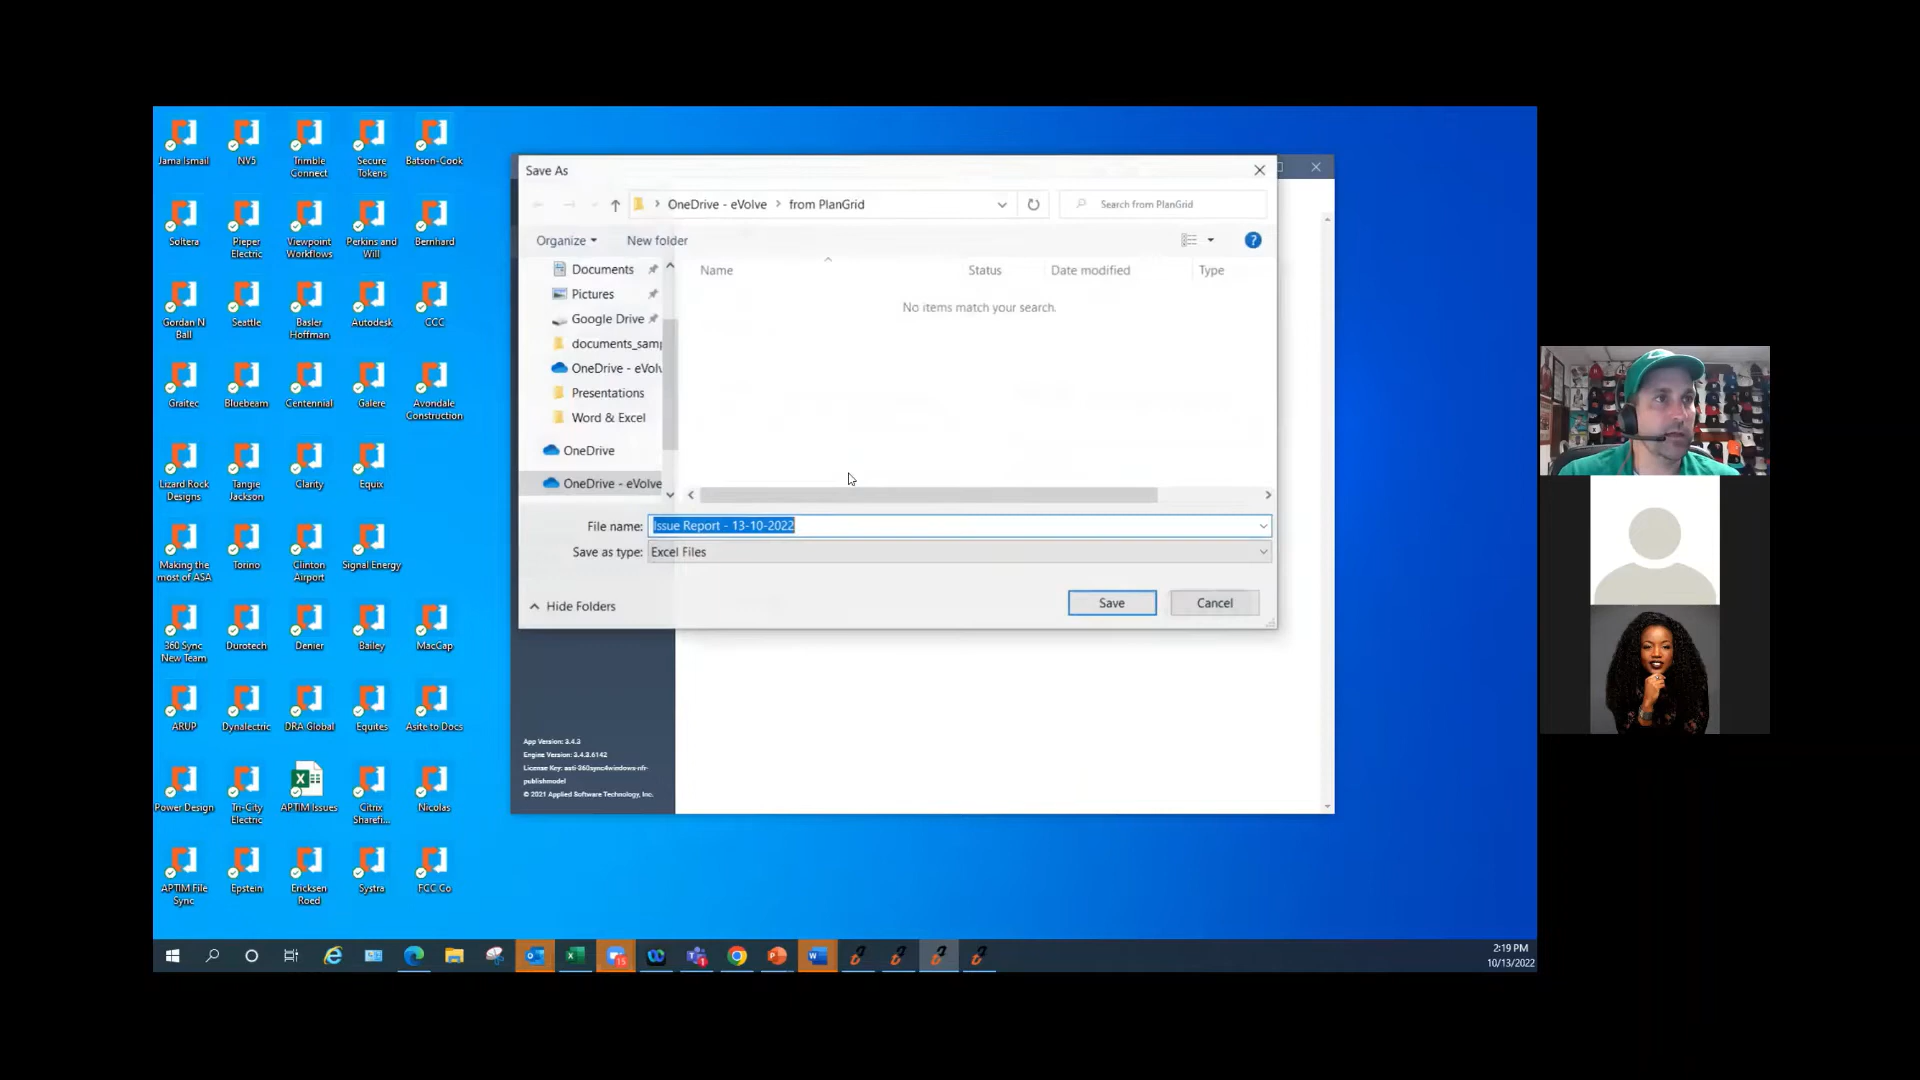 Jama Ismail
NV5
Trimble
Connect
Secure
Tokens
Batson-Cook
Soltera
Pieper
Electric
Viewpoint
Workflows
Perkins and
Will
Bernhard
Gordan N
Ball
Seattle
Basler
Hoffman
Autodesk
CCC
Graitec
Bluebeam
Centennial
Galere
Avondale
Construction
Lizard Rock
Designs
Tangie
Jackson
Clarity
Equix
Making the
most of ASA
Torino
Clinton
Airport
Signal Energy
360 Sync
New Team
Durotech
Denier
Bailey
MacCap
ARUP
Dynalectric
DRA Global
Equites
Asite to Docs
Power Design
Tri-City
Electric
APTIM Issues
Citrix
Sharefi...
Nicolas
APTIM File
Sync
Epstein
Ericksen
Roed
Systra
FCC Co
Save As
OneDrive - eVolve > from PlanGrid
Search from PlanGrid
Organize
New folder
Documents
Pictures
Google Drive
documents_samp
OneDrive - eVolv
Presentations
Word & Excel
OneDrive
OneDrive - eVolve
Name
Status
Date modified
Type
No items match your search.
File name:
Issue Report - 13-10-2022
Save as type:
Excel Files
Hide Folders
Save
Cancel
App Version: 3.4.3
Engine Version: 3.4.3.6142
License Key: asti-360sync4windows-nfr-
publishmodel
© 2021 Applied Software Technology, Inc.
15
1
2:19 PM
10/13/2022